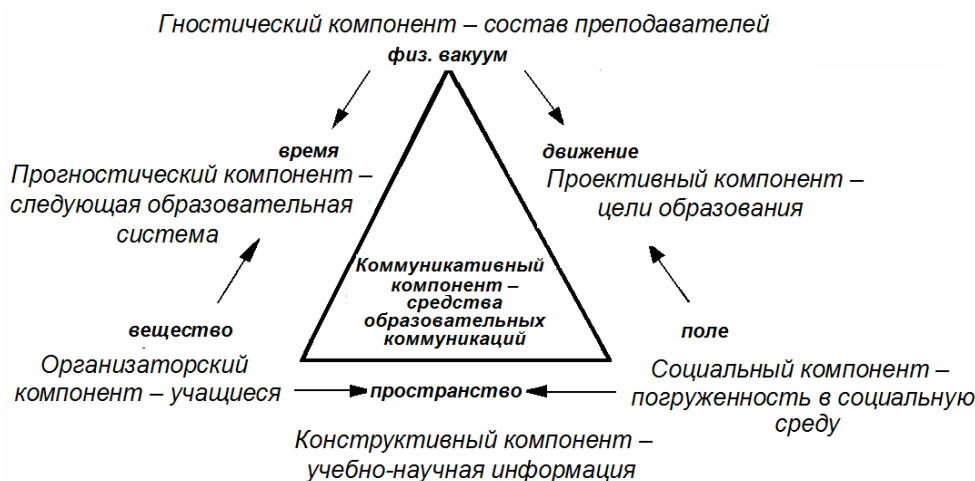 Гностический компонент – состав преподавателей
физ. вакуум
время
движение
Прогностический компонент –
следующая образовательная
система
Проективный компонент –
цели образования
Коммуникативный
компонент –
средства
образовательных
коммуникаций
вещество
поле
Организаторский
компонент – учащиеся
пространство
Социальный компонент –
погруженность в социальную
среду
Конструктивный компонент –
учебно-научная информация